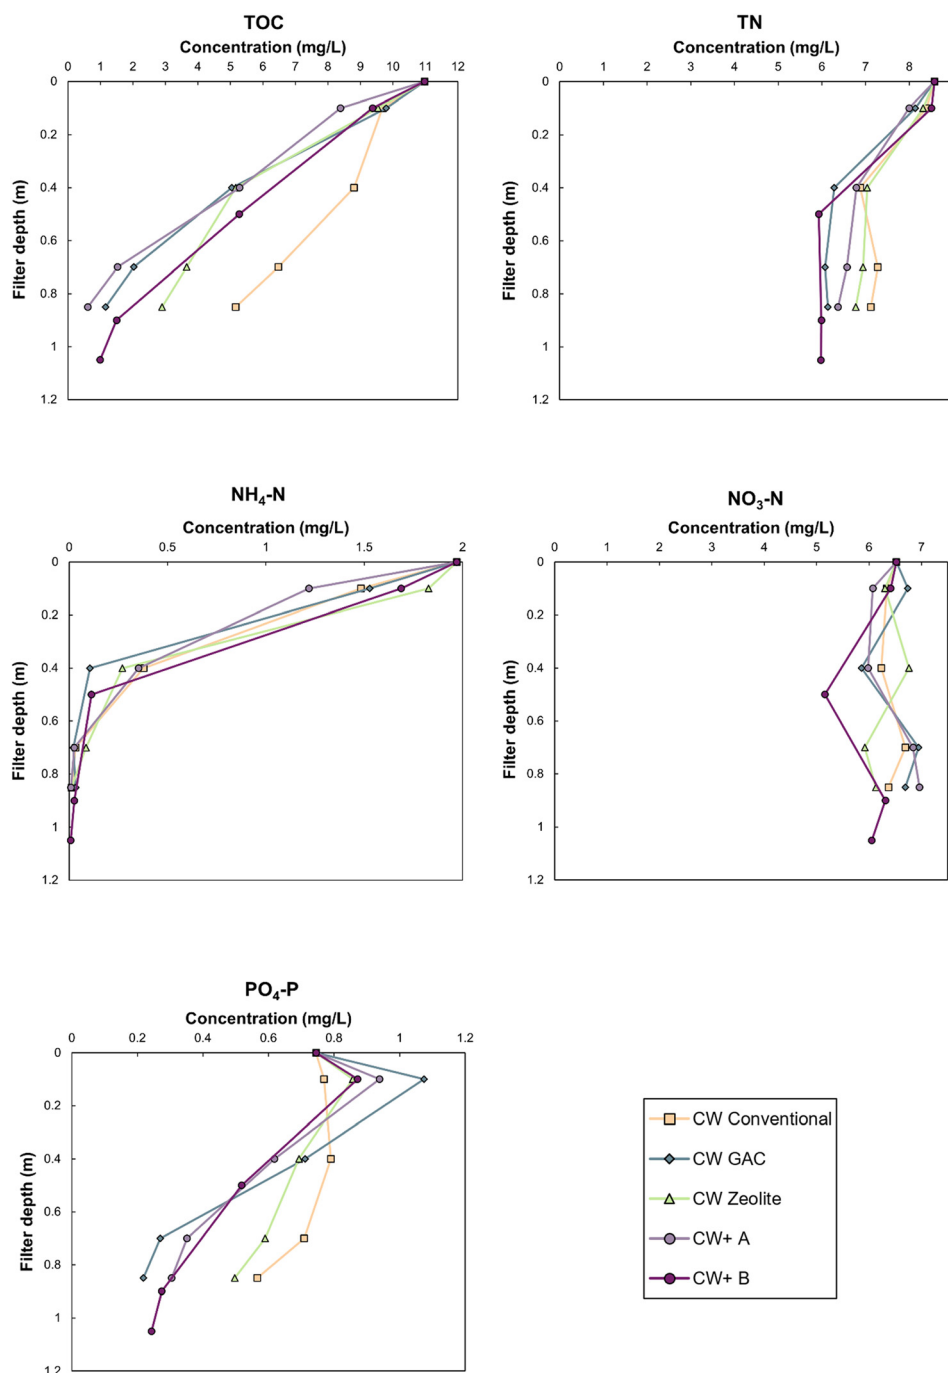 TOC
Concentration (mg/L)
0 1 2 3 4 5 6 7 8 9 10 11 12
0
0.2
0.4
0.6
0.8
1
1.2
Filter depth (m)
TN
Concentration (mg/L)
0 1 2 3 4 5 6 7 8
0
0.2
0.4
0.6
0.8
1
1.2
Filter depth (m)
NH₄-N
Concentration (mg/L)
0 0.5 1 1.5 2
0
0.2
0.4
0.6
0.8
1
1.2
Filter depth (m)
NO₃-N
Concentration (mg/L)
0 1 2 3 4 5 6 7
0
0.2
0.4
0.6
0.8
1
1.2
Filter depth (m)
PO₄-P
Concentration (mg/L)
0 0.2 0.4 0.6 0.8 1 1.2
0
0.2
0.4
0.6
0.8
1
1.2
Filter depth (m)
CW Conventional
CW GAC
CW Zeolite
CW+ A
CW+ B